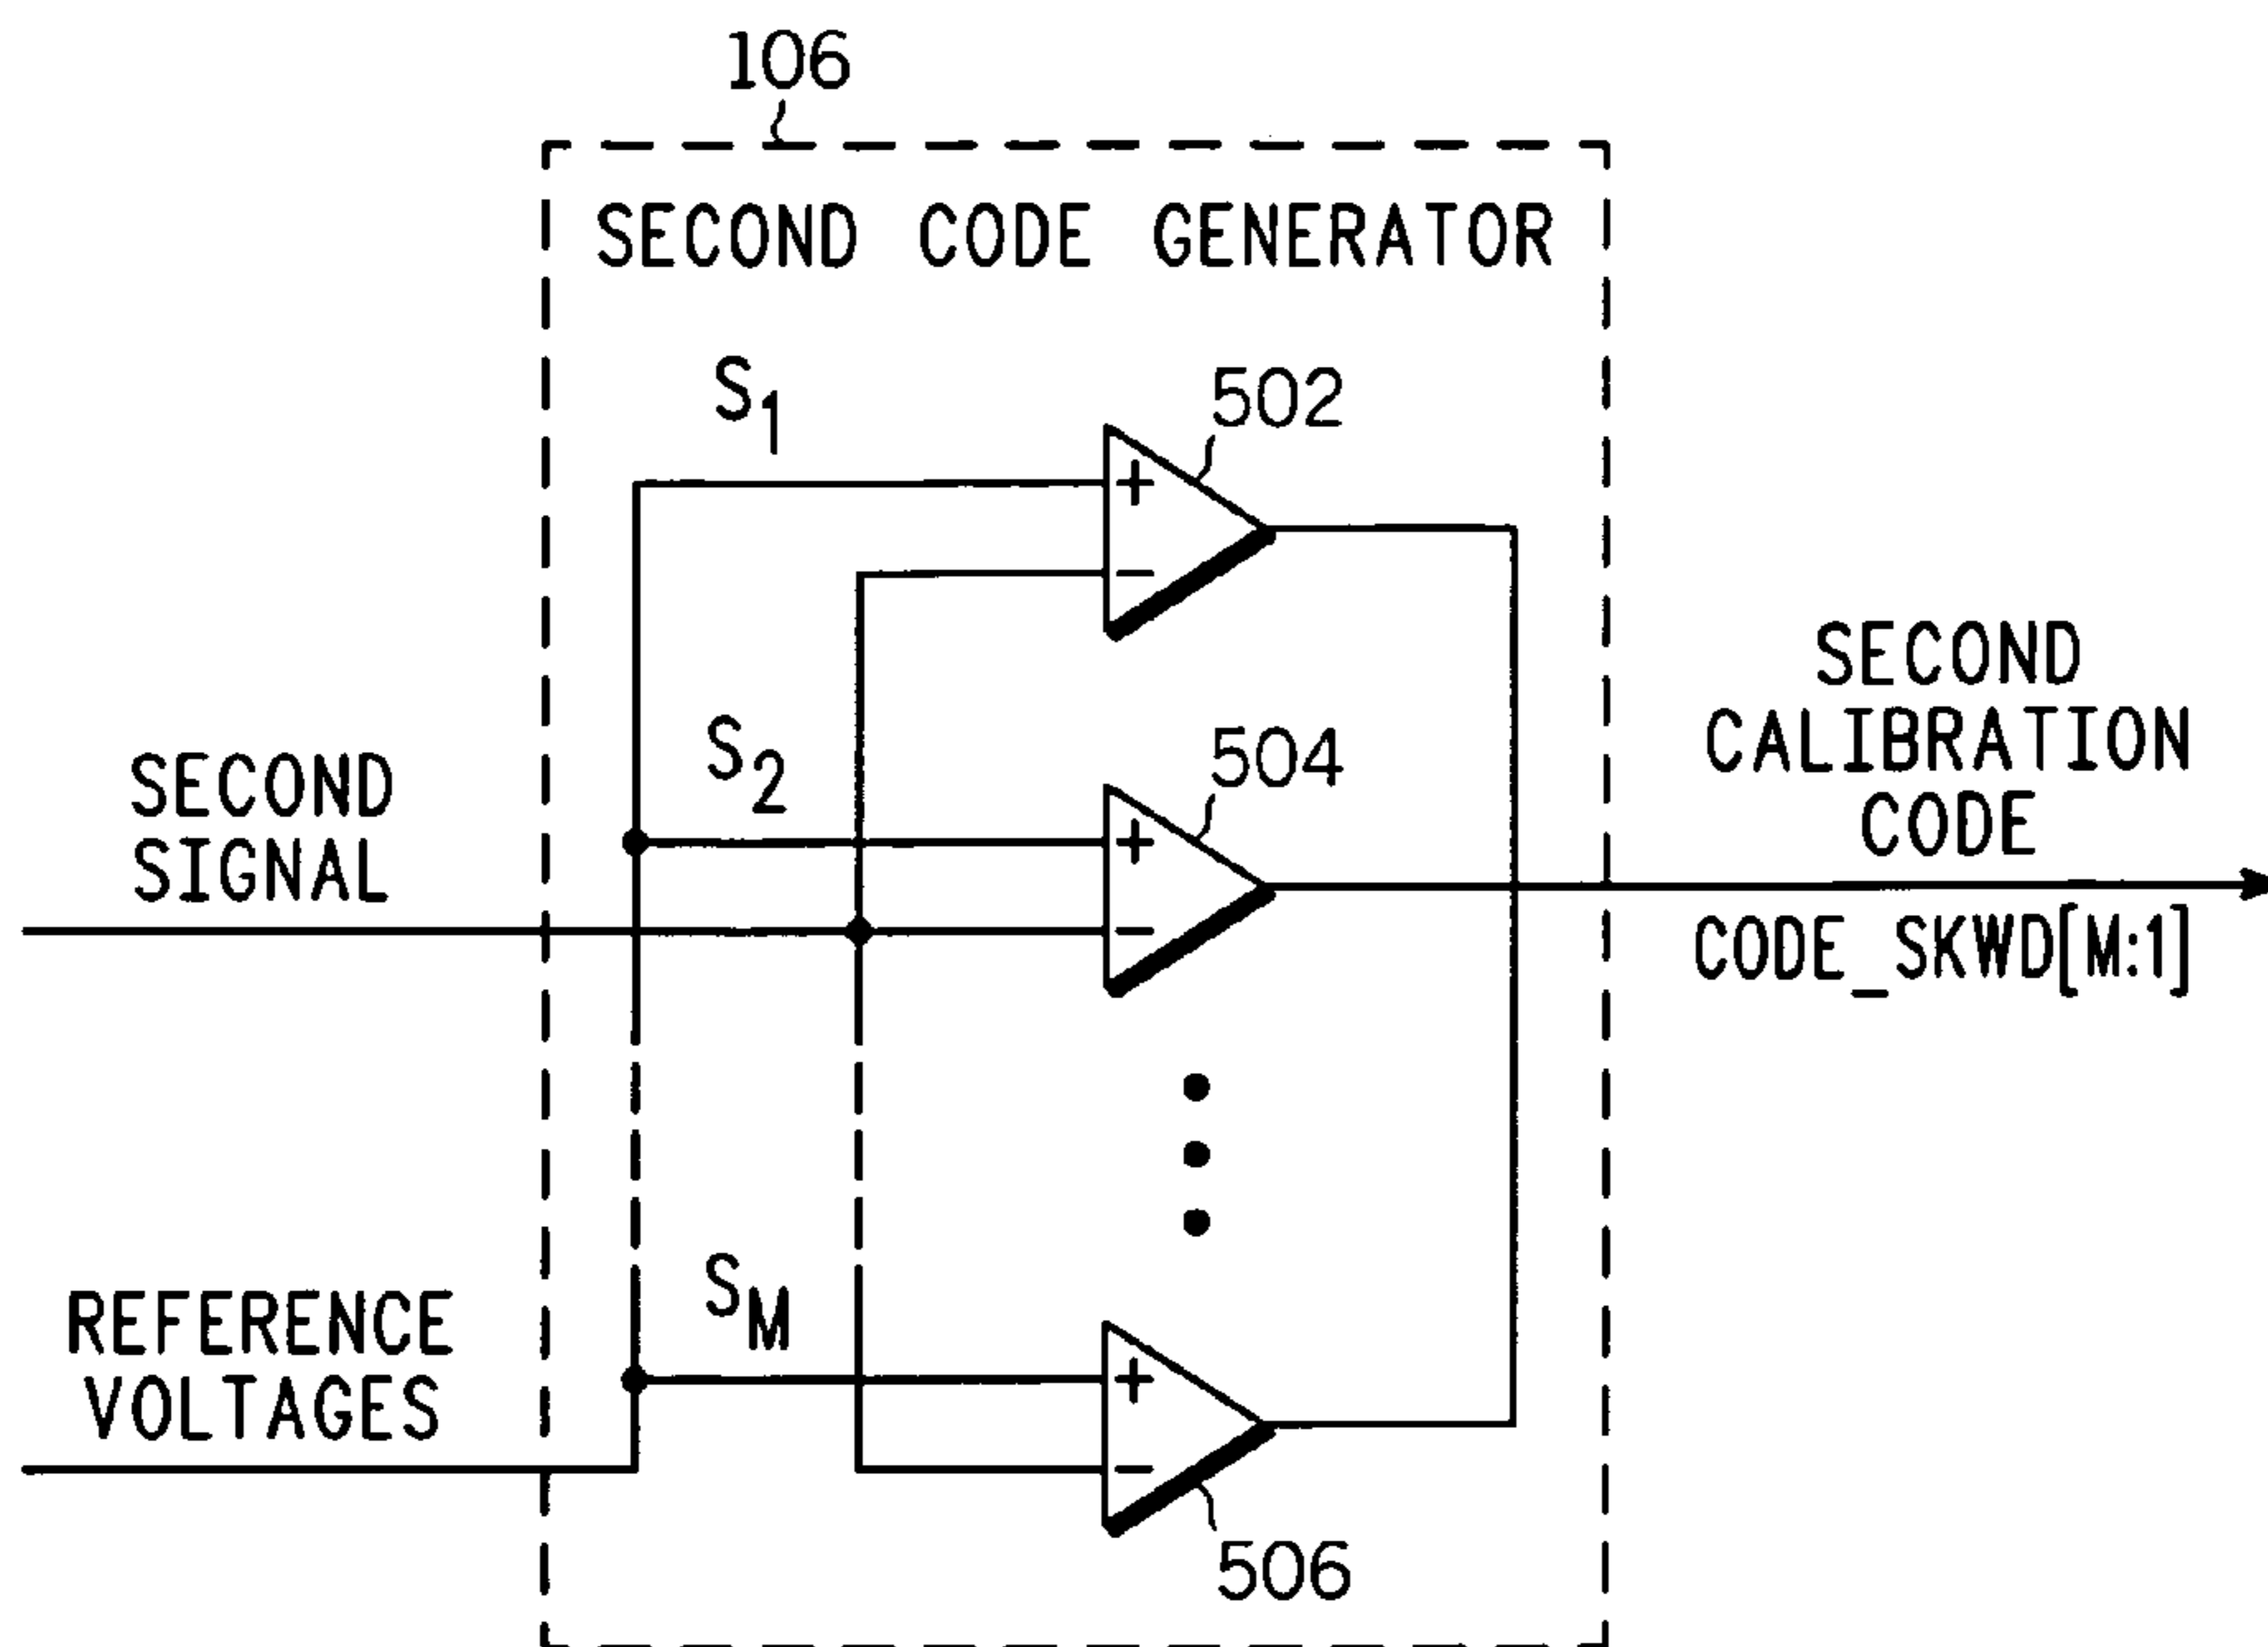 106
SECOND CODE GENERATOR
S1
502
+
−
SECOND
CALIBRATION
CODE
CODE_SKWD[M:1]
SECOND
SIGNAL
S2
504
+
−
REFERENCE
VOLTAGES
SM
+
−
506